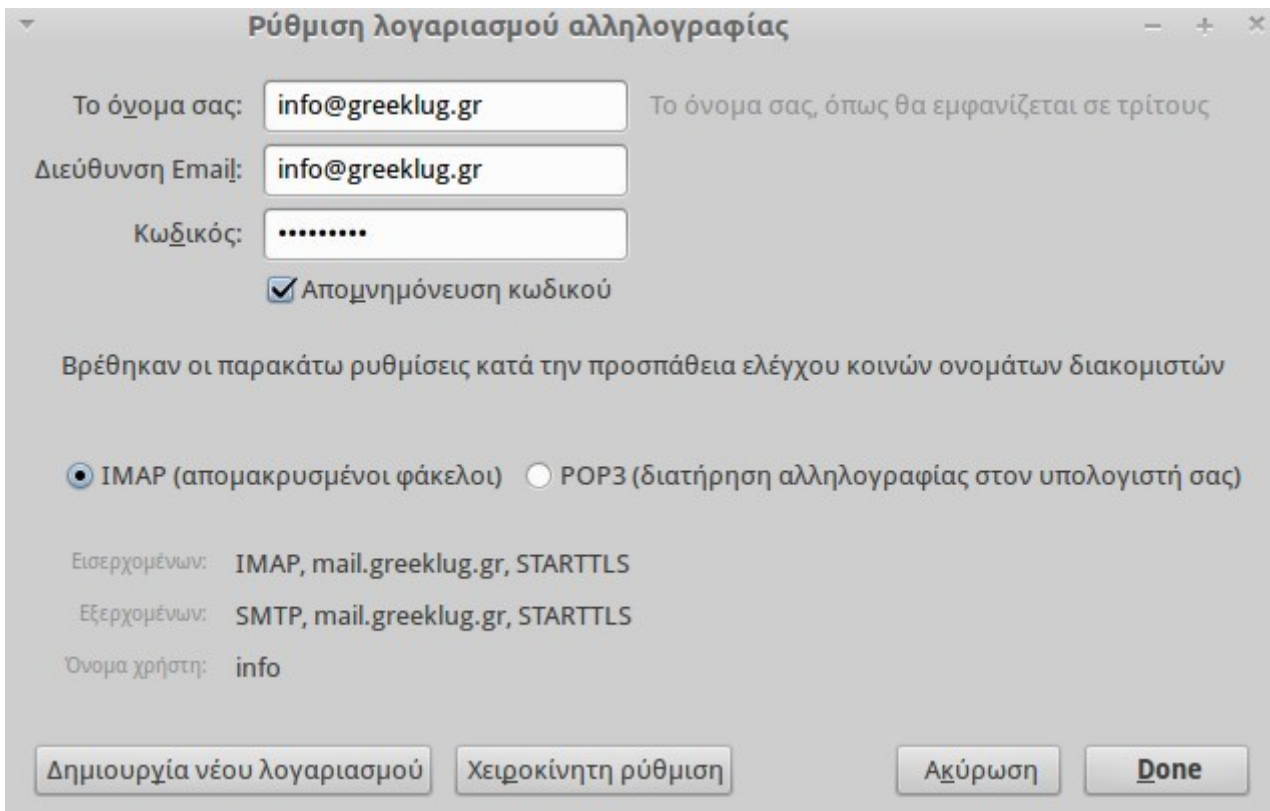 Ρύθμιση λογαριασμού αλληλογραφίας
Το όνομα σας: info@greeklug.gr Το όνομα σας, όπως θα εμφανίζεται σε τρίτους
Διεύθυνση Email: info@greeklug.gr
Κωδικός: •••••••••
Απομνημόνευση κωδικού
Βρέθηκαν οι παρακάτω ρυθμίσεις κατά την προσπάθεια ελέγχου κοινών ονομάτων διακομιστών
IMAP (απομακρυσμένοι φάκελοι) POP3 (διατήρηση αλληλογραφίας στον υπολογιστή σας)
Εισερχομένων: IMAP, mail.greeklug.gr, STARTTLS
Εξερχομένων: SMTP, mail.greeklug.gr, STARTTLS
Όνομα χρήστη: info
Δημιουργία νέου λογαριασμού Χειροκίνητη ρύθμιση Ακύρωση Done